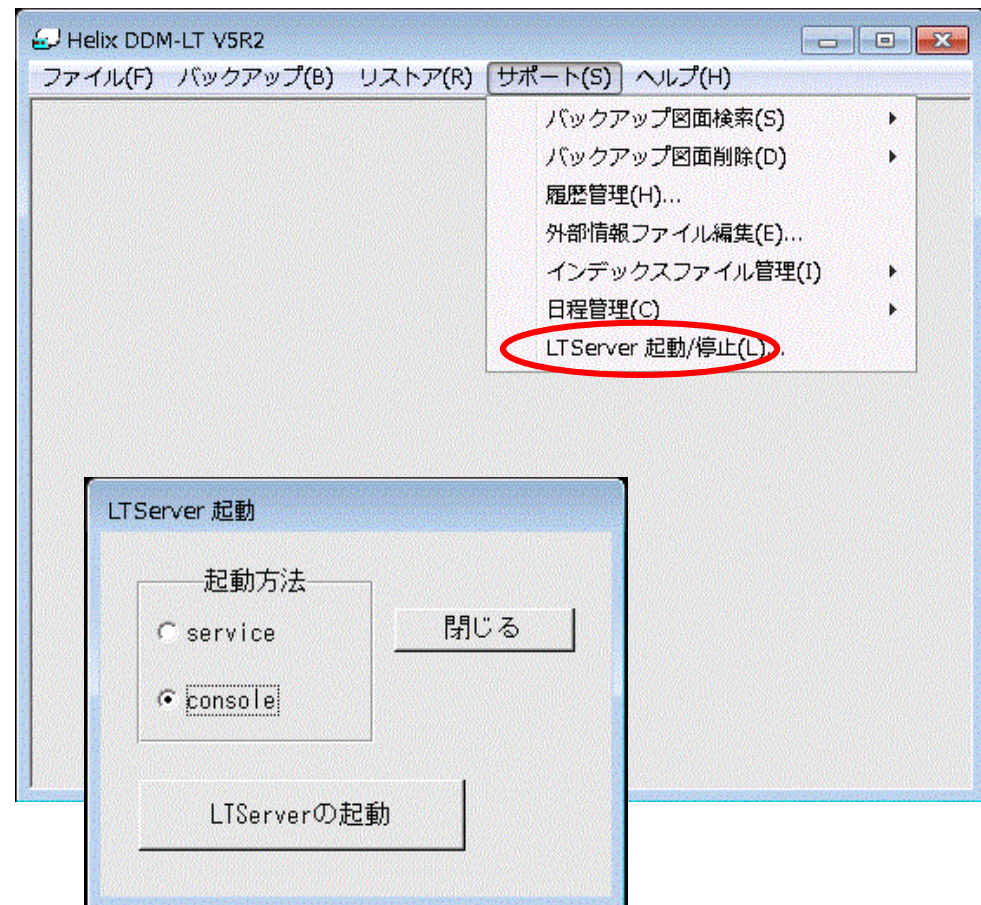 Helix DDM-LT V5R2
ファイル(F) バックアップ(B) リストア(R) サポート(S) ヘルプ(H)
バックアップ図面検索(S)
バックアップ図面削除(D)
履歴管理(H)...
外部情報ファイル編集(E)...
インデックスファイル管理(I)
日程管理(C)
LTServer 起動/停止(L)...
LTServer 起動
起動方法
service
閉じる
console
LTServerの起動